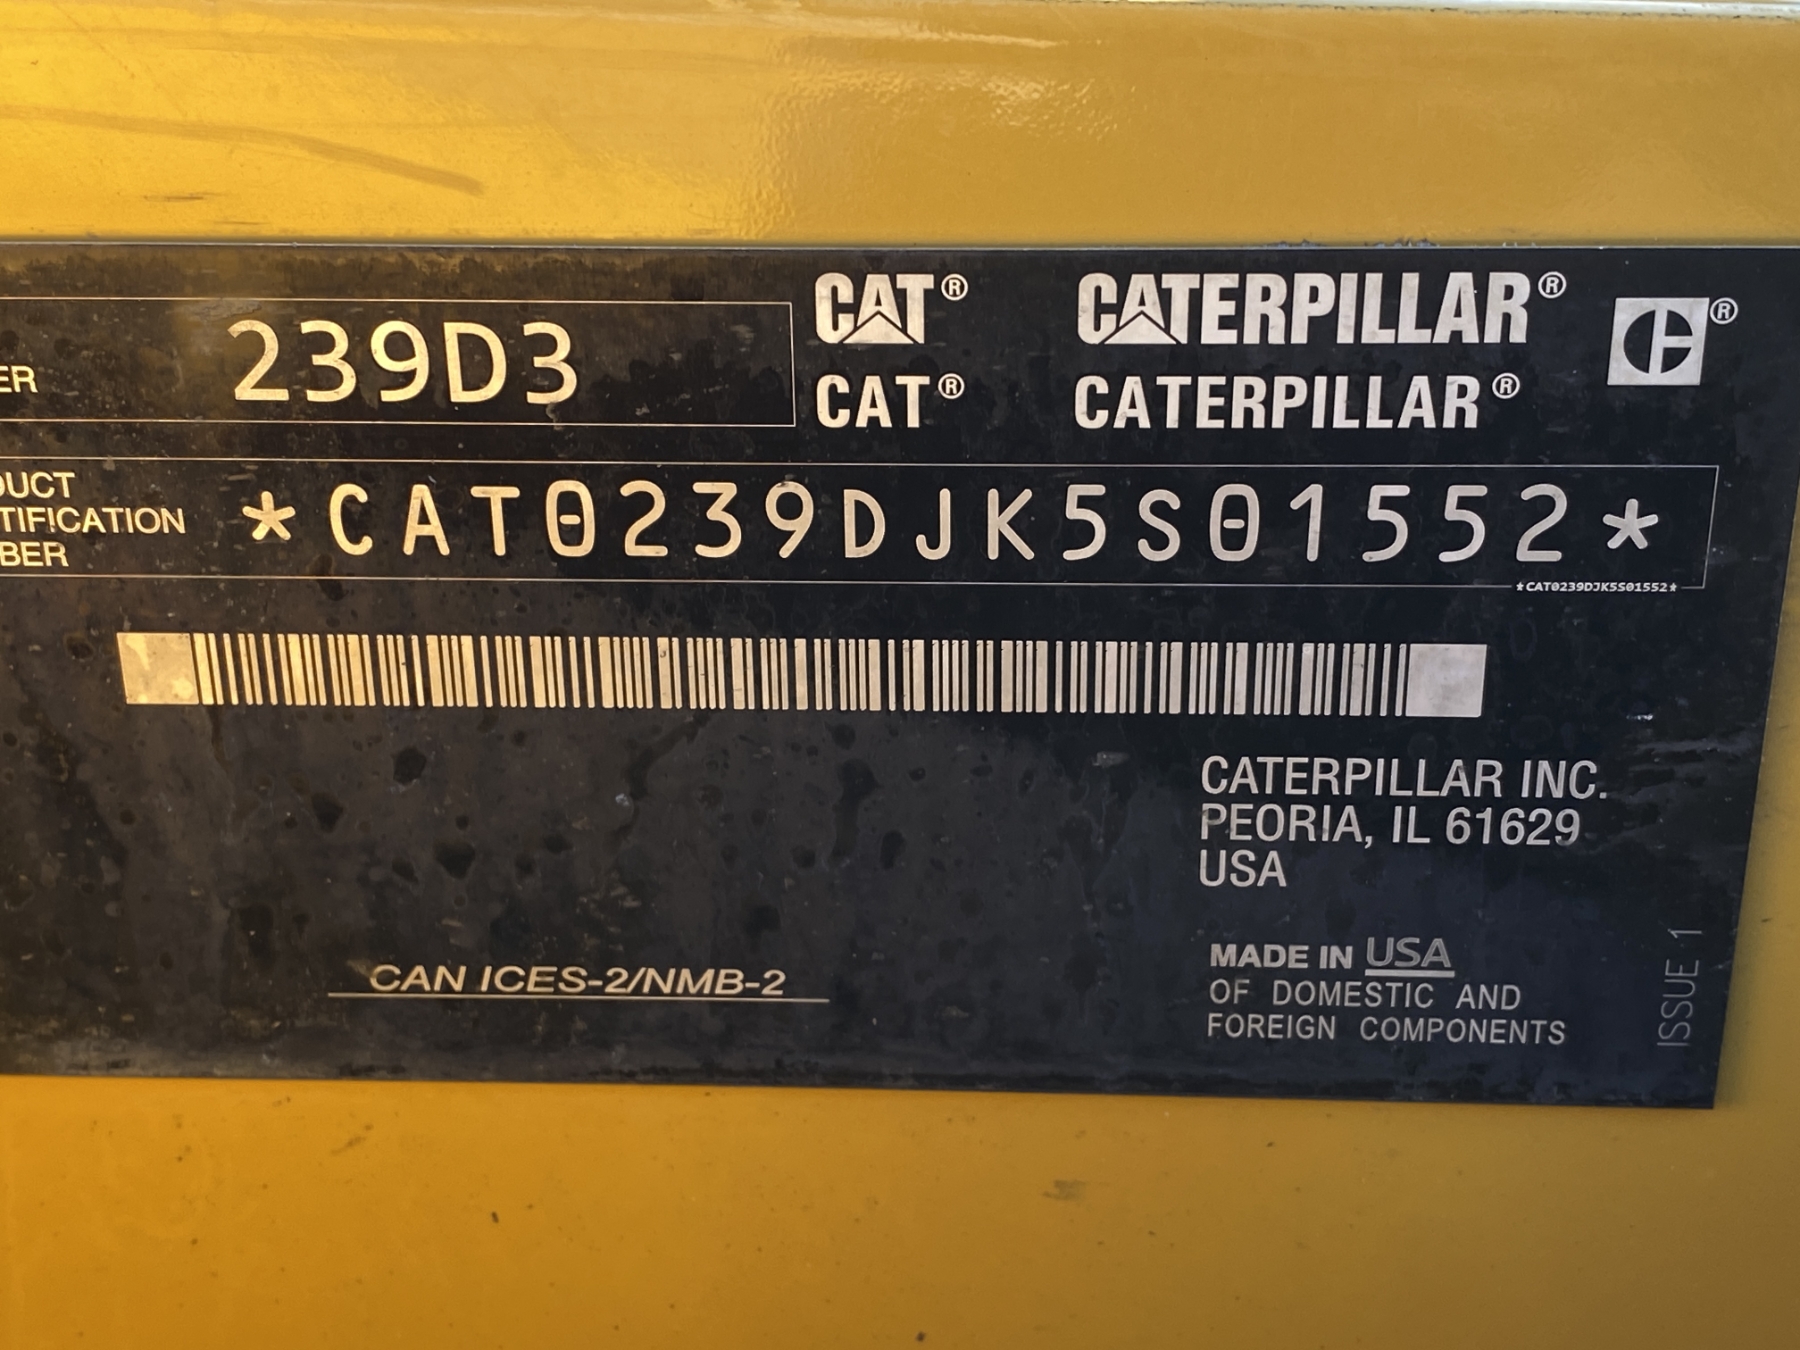 ER 239D3
CAT® CATERPILLAR® ®
CAT® CATERPILLAR®
DUCT
TIFICATION
BER
*CAT0239DJK5S01552*
*CAT0239DJK5S01552*
CATERPILLAR INC.
PEORIA, IL 61629
USA
CAN ICES-2/NMB-2
MADE IN USA
OF DOMESTIC AND
FOREIGN COMPONENTS
ISSUE 1